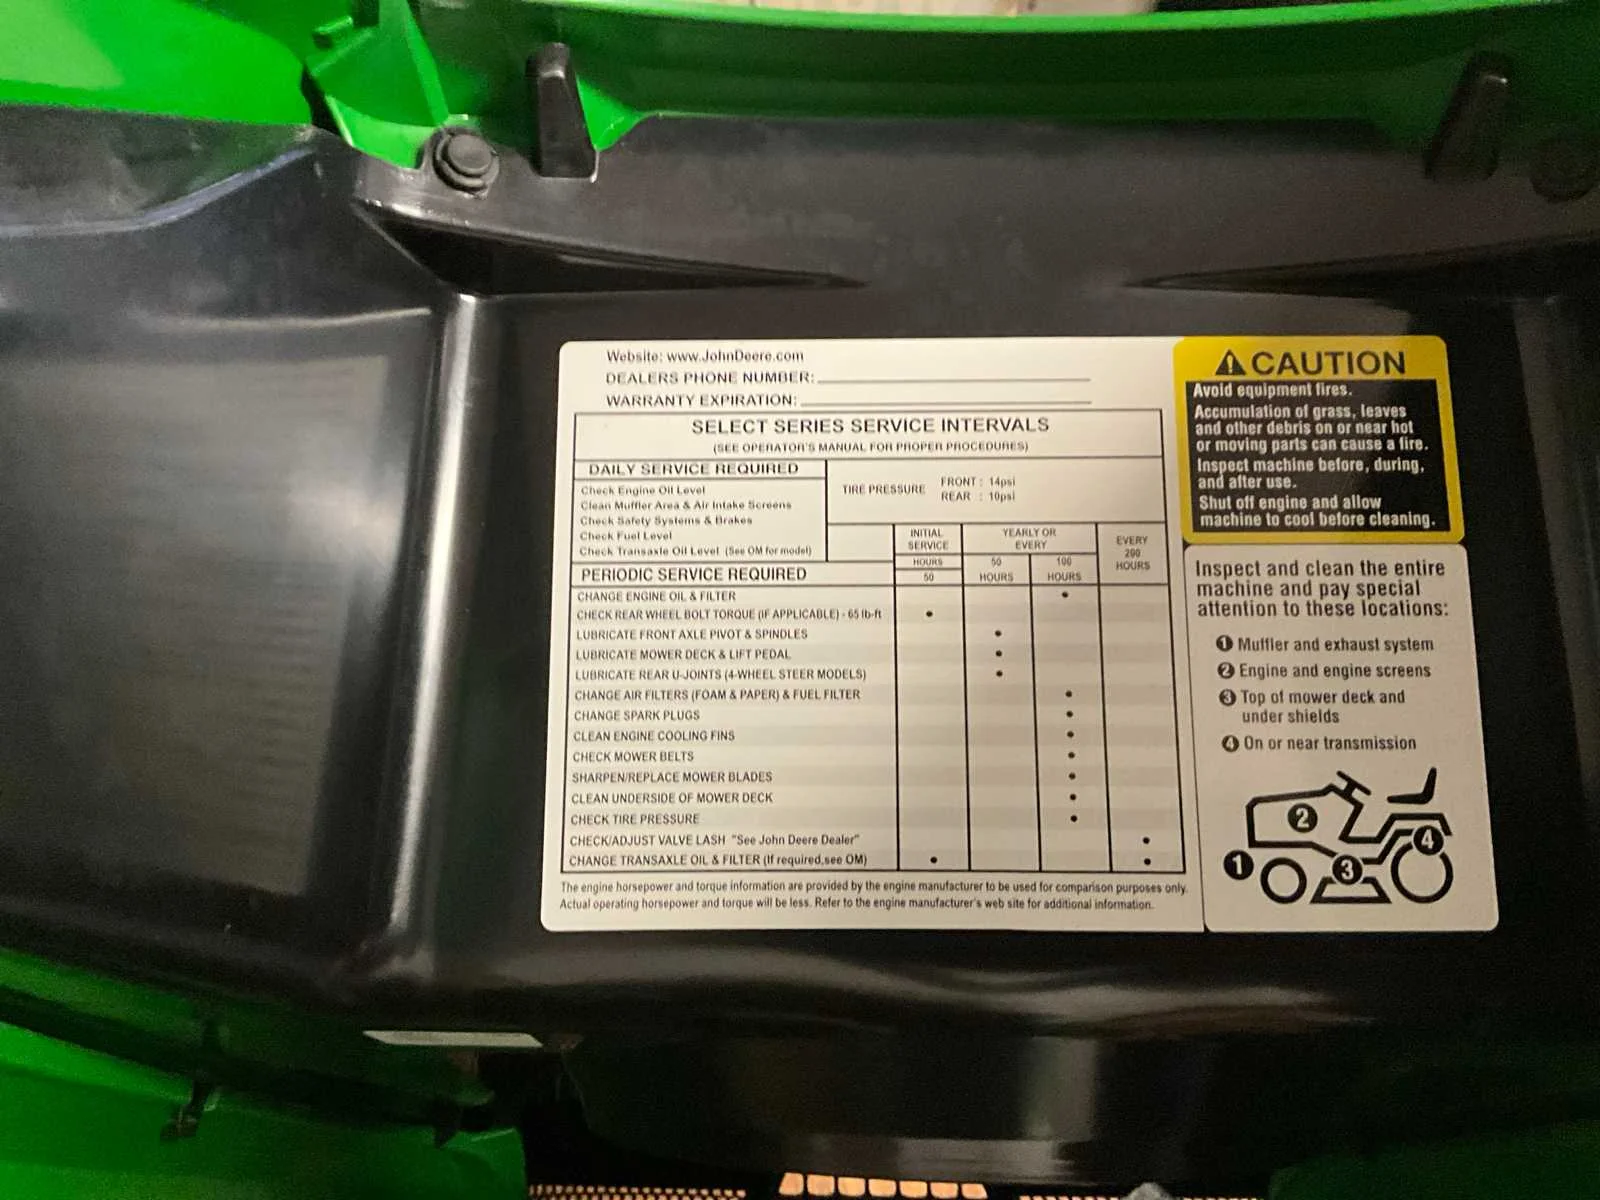 Website: www.JohnDeere.com
DEALERS PHONE NUMBER:
WARRANTY EXPIRATION:
SELECT SERIES SERVICE INTERVALS
(SEE OPERATOR'S MANUAL FOR PROPER PROCEDURES)
DAILY SERVICE REQUIRED
Check Engine Oil Level
Clean Muffler Area & Air Intake Screens
Check Safety Systems & Brakes
Check Fuel Level
Check Transaxle Oil Level (See OM for model)
TIRE PRESSURE
FRONT : 14psi
REAR : 10psi
INITIAL
SERVICE
HOURS
50
YEARLY OR
EVERY
50
HOURS
100
HOURS
EVERY
200
HOURS
PERIODIC SERVICE REQUIRED
CHANGE ENGINE OIL & FILTER •
CHECK REAR WHEEL BOLT TORQUE (IF APPLICABLE) - 65 lb-ft •
LUBRICATE FRONT AXLE PIVOT & SPINDLES •
LUBRICATE MOWER DECK & LIFT PEDAL •
LUBRICATE REAR U-JOINTS (4-WHEEL STEER MODELS) •
CHANGE AIR FILTERS (FOAM & PAPER) & FUEL FILTER •
CHANGE SPARK PLUGS •
CLEAN ENGINE COOLING FINS •
CHECK MOWER BELTS •
SHARPEN/REPLACE MOWER BLADES •
CLEAN UNDERSIDE OF MOWER DECK •
CHECK TIRE PRESSURE •
CHECK/ADJUST VALVE LASH "See John Deere Dealer" •
CHANGE TRANSAXLE OIL & FILTER (If required,see OM) • •
The engine horsepower and torque information are provided by the engine manufacturer to be used for comparison purposes only.
Actual operating horsepower and torque will be less. Refer to the engine manufacturer's web site for additional information.
CAUTION
Avoid equipment fires.
Accumulation of grass, leaves
and other debris on or near hot
or moving parts can cause a fire.
Inspect machine before, during,
and after use.
Shut off engine and allow
machine to cool before cleaning.
Inspect and clean the entire
machine and pay special
attention to these locations:
1 Muffler and exhaust system
2 Engine and engine screens
3 Top of mower deck and
under shields
4 On or near transmission
2
4
1
3